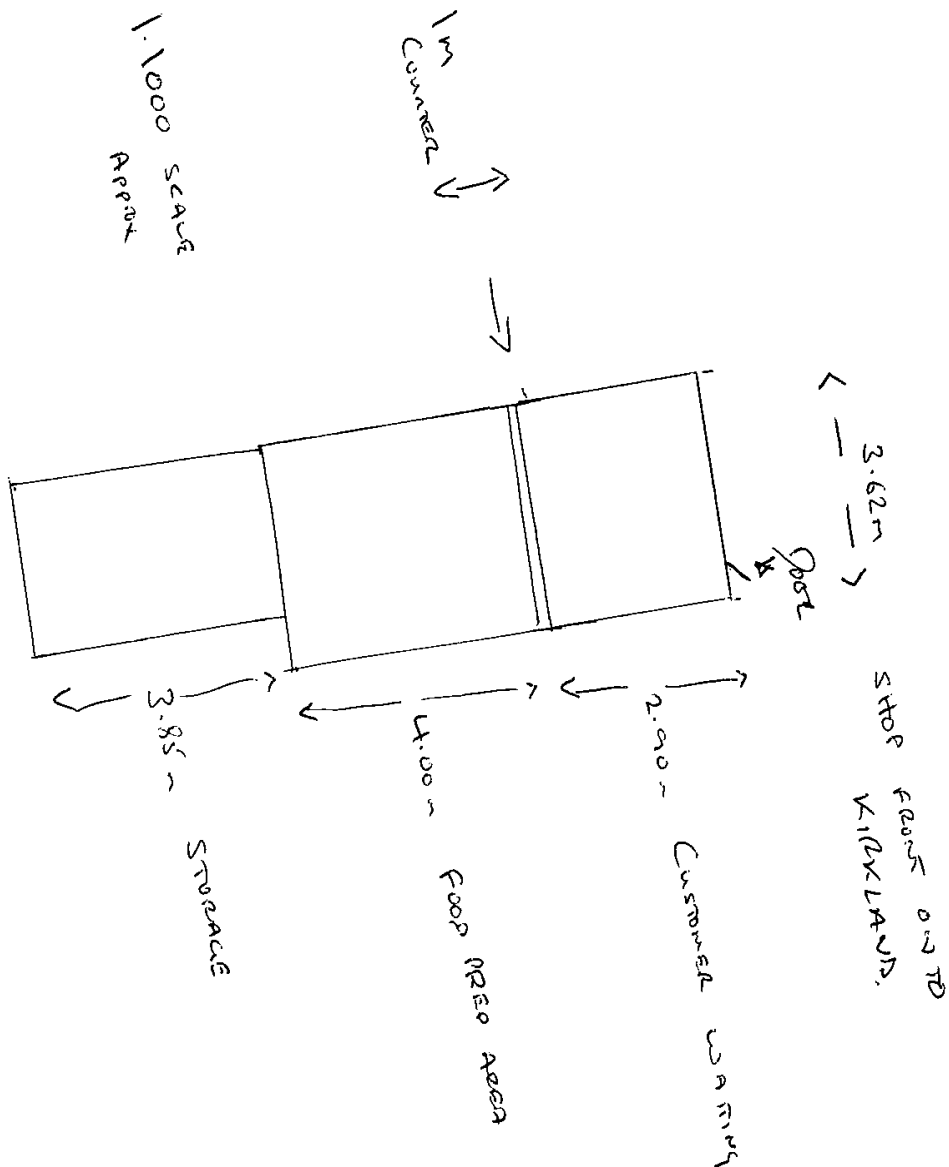 SHOP FRONT ON TO
KIRKLAND.
3.62m
DOOR
2.90m CUSTOMER WAITING
1m
COUNTER
4.00m FOOD PREP AREA
3.85m STORAGE
1.1000 SCALE
APPROX